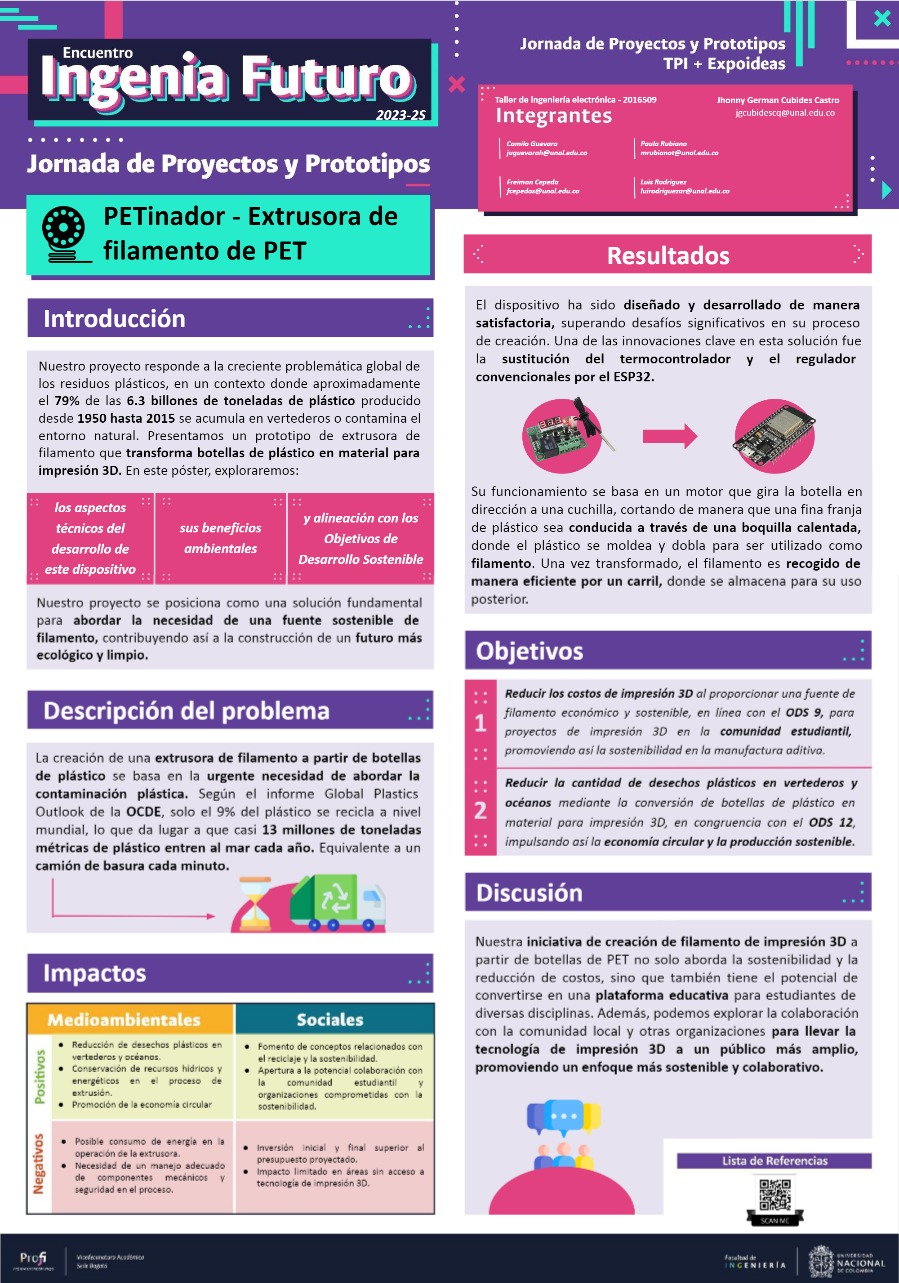 Encuentro
Ingenia Futuro
2023-2S
Jornada de Proyectos y Prototipos
Jornada de Proyectos y Prototipos
TPI + Expoideas
Taller de ingeniería electrónica - 2016509
Integrantes
Jhonny German Cubides Castro
jgcubidescq@unal.edu.co
Camilo Guevara
juguevarah@unal.edu.co
Paula Rubiano
mrubianot@unal.edu.co
Freiman Cepeda
fcepedas@unal.edu.co
Luis Rodríguez
luirodriguezar@unal.edu.co
PETinador - Extrusora de
filamento de PET
Introducción
Nuestro proyecto responde a la creciente problemática global de
los residuos plásticos, en un contexto donde aproximadamente
el 79% de las 6.3 billones de toneladas de plástico producido
desde 1950 hasta 2015 se acumula en vertederos o contamina el
entorno natural. Presentamos un prototipo de extrusora de
filamento que transforma botellas de plástico en material para
impresión 3D. En este póster, exploraremos:
los aspectos
técnicos del
desarrollo de
este dispositivo
sus beneficios
ambientales
y alineación con los
Objetivos de
Desarrollo Sostenible
Nuestro proyecto se posiciona como una solución fundamental
para abordar la necesidad de una fuente sostenible de
filamento, contribuyendo así a la construcción de un futuro más
ecológico y limpio.
Descripción del problema
La creación de una extrusora de filamento a partir de botellas
de plástico se basa en la urgente necesidad de abordar la
contaminación plástica. Según el informe Global Plastics
Outlook de la OCDE, solo el 9% del plástico se recicla a nivel
mundial, lo que da lugar a que casi 13 millones de toneladas
métricas de plástico entren al mar cada año. Equivalente a un
camión de basura cada minuto.
Impactos
Medioambientales
Sociales
Positivos
● Reducción de desechos plásticos en
vertederos y océanos.
● Conservación de recursos hídricos y
energéticos en el proceso de
extrusión.
● Promoción de la economía circular
● Fomento de conceptos relacionados con
el reciclaje y la sostenibilidad.
● Apertura a la potencial colaboración con
la comunidad estudiantil y
organizaciones comprometidas con la
sostenibilidad.
Negativos
● Posible consumo de energía en la
operación de la extrusora.
● Necesidad de un manejo adecuado
de componentes mecánicos y
seguridad en el proceso.
● Inversión inicial y final superior al
presupuesto proyectado.
● Impacto limitado en áreas sin acceso a
tecnología de impresión 3D.
Resultados
El dispositivo ha sido diseñado y desarrollado de manera
satisfactoria, superando desafíos significativos en su proceso
de creación. Una de las innovaciones clave en esta solución fue
la sustitución del termocontrolador y el regulador
convencionales por el ESP32.
Su funcionamiento se basa en un motor que gira la botella en
dirección a una cuchilla, cortando de manera que una fina franja
de plástico sea conducida a través de una boquilla calentada,
donde el plástico se moldea y dobla para ser utilizado como
filamento. Una vez transformado, el filamento es recogido de
manera eficiente por un carril, donde se almacena para su uso
posterior.
Objetivos
1
Reducir los costos de impresión 3D al proporcionar una fuente de
filamento económico y sostenible, en línea con el ODS 9, para
proyectos de impresión 3D en la comunidad estudiantil,
promoviendo así la sostenibilidad en la manufactura aditiva.
2
Reducir la cantidad de desechos plásticos en vertederos y
océanos mediante la conversión de botellas de plástico en
material para impresión 3D, en congruencia con el ODS 12,
impulsando así la economía circular y la producción sostenible.
Discusión
Nuestra iniciativa de creación de filamento de impresión 3D a
partir de botellas de PET no solo aborda la sostenibilidad y la
reducción de costos, sino que también tiene el potencial de
convertirse en una plataforma educativa para estudiantes de
diversas disciplinas. Además, podemos explorar la colaboración
con la comunidad local y otras organizaciones para llevar la
tecnología de impresión 3D a un público más amplio,
promoviendo un enfoque más sostenible y colaborativo.
Lista de Referencias
SCAN ME
Profi
Vicedecanatura Académica
Sede Bogotá
Facultad de
INGENIERÍA
UNIVERSIDAD
NACIONAL
DE COLOMBIA